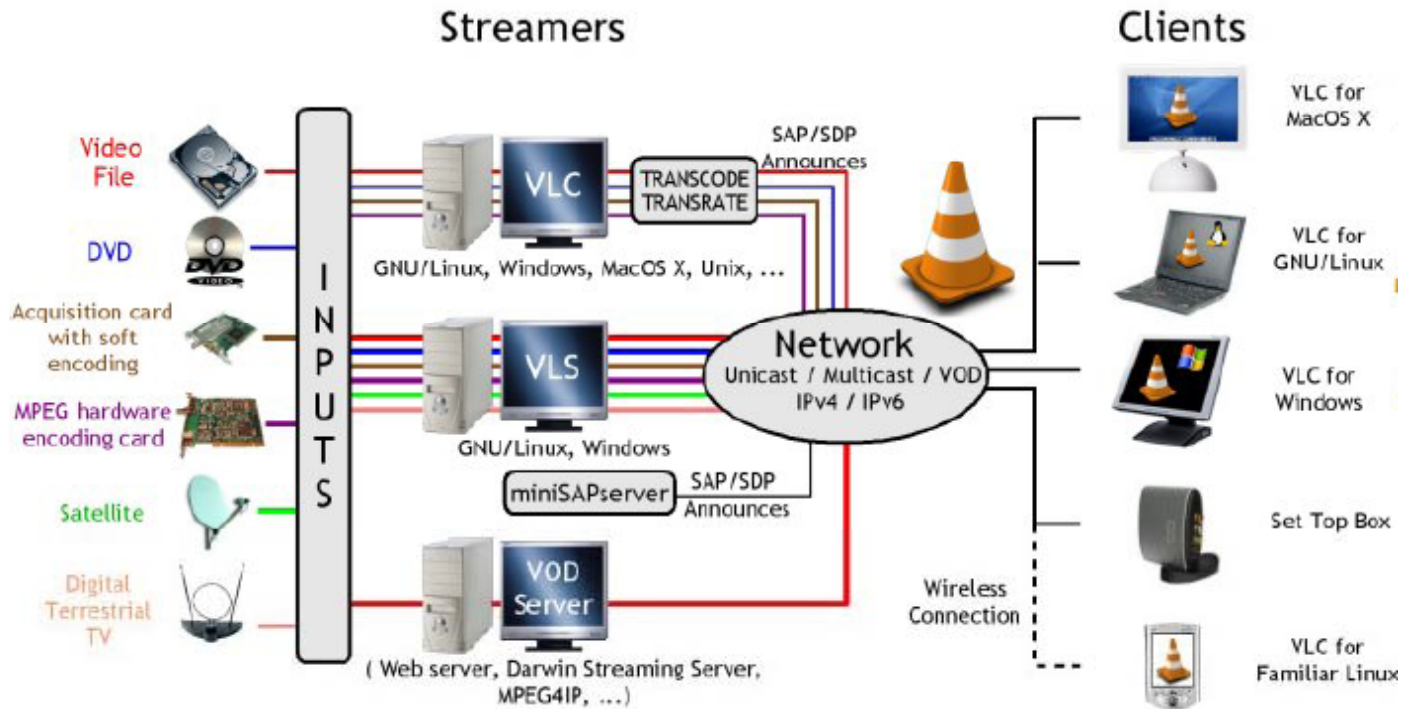 Streamers
Clients
Video
File
DVD
Acquisition card
with soft
encoding
MPEG hardware
encoding card
Satellite
Digital
Terrestrial
TV
DVD
VIDEO
INPUTS
VLC
TRANSCODE
TRANSRATE
SAP/SDP
Announces
GNU/Linux, Windows, MacOS X, Unix, ...
VLS
GNU/Linux, Windows
Network
Unicast / Multicast / VOD
IPv4 / IPv6
miniSAPserver
SAP/SDP
Announces
VOD
Server
( Web server, Darwin Streaming Server,
MPEG4IP, ...)
Wireless
Connection
VLC for
MacOS X
VLC for
GNU/Linux
VLC for
Windows
Set Top Box
VLC for
Familiar Linux